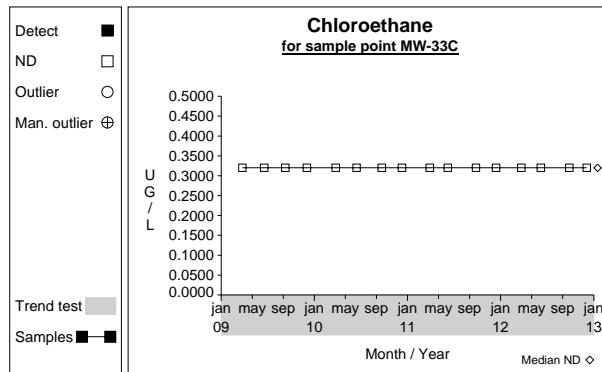 Detect
ND
Outlier
Man. outlier
Trend test
Samples
Chloroethane
for sample point MW-33C
U
G
/
L
0.5000
0.4500
0.4000
0.3500
0.3000
0.2500
0.2000
0.1500
0.1000
0.0500
0.0000
jan may sep jan may sep jan may sep jan may sep jan
09 10 11 12 13
Month / Year
Median ND